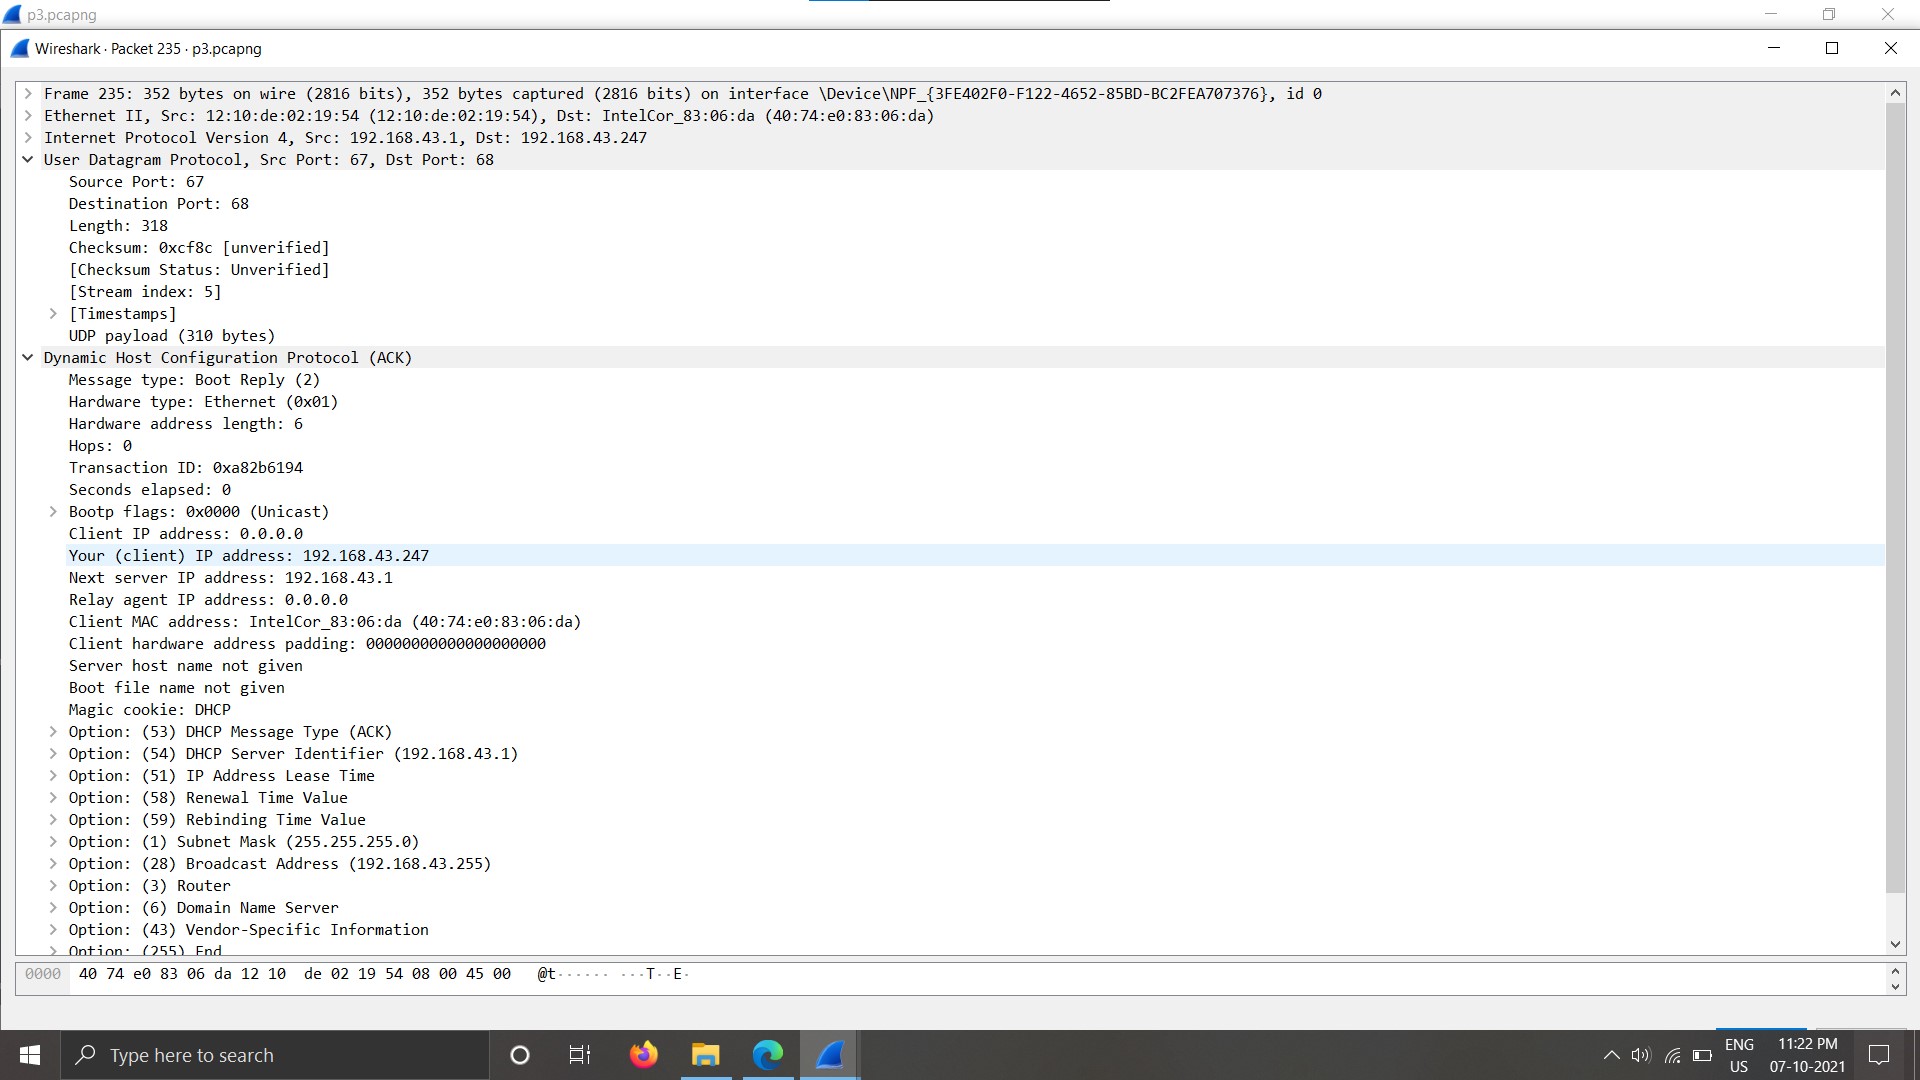 p3.pcapng
Wireshark · Packet 235 · p3.pcapng
Frame 235: 352 bytes on wire (2816 bits), 352 bytes captured (2816 bits) on interface \Device\NPF_{3FE402F0-F122-4652-85BD-BC2FEA707376}, id 0
Ethernet II, Src: 12:10:de:02:19:54 (12:10:de:02:19:54), Dst: IntelCor_83:06:da (40:74:e0:83:06:da)
Internet Protocol Version 4, Src: 192.168.43.1, Dst: 192.168.43.247
User Datagram Protocol, Src Port: 67, Dst Port: 68
Source Port: 67
Destination Port: 68
Length: 318
Checksum: 0xcf8c [unverified]
[Checksum Status: Unverified]
[Stream index: 5]
[Timestamps]
UDP payload (310 bytes)
Dynamic Host Configuration Protocol (ACK)
Message type: Boot Reply (2)
Hardware type: Ethernet (0x01)
Hardware address length: 6
Hops: 0
Transaction ID: 0xa82b6194
Seconds elapsed: 0
Bootp flags: 0x0000 (Unicast)
Client IP address: 0.0.0.0
Your (client) IP address: 192.168.43.247
Next server IP address: 192.168.43.1
Relay agent IP address: 0.0.0.0
Client MAC address: IntelCor_83:06:da (40:74:e0:83:06:da)
Client hardware address padding: 00000000000000000000
Server host name not given
Boot file name not given
Magic cookie: DHCP
Option: (53) DHCP Message Type (ACK)
Option: (54) DHCP Server Identifier (192.168.43.1)
Option: (51) IP Address Lease Time
Option: (58) Renewal Time Value
Option: (59) Rebinding Time Value
Option: (1) Subnet Mask (255.255.255.0)
Option: (28) Broadcast Address (192.168.43.255)
Option: (3) Router
Option: (6) Domain Name Server
Option: (43) Vendor-Specific Information
Option: (255) End
0000 40 74 e0 83 06 da 12 10 de 02 19 54 08 00 45 00 @t······ ···T··E·
Type here to search
ENG
US
11:22 PM
07-10-2021